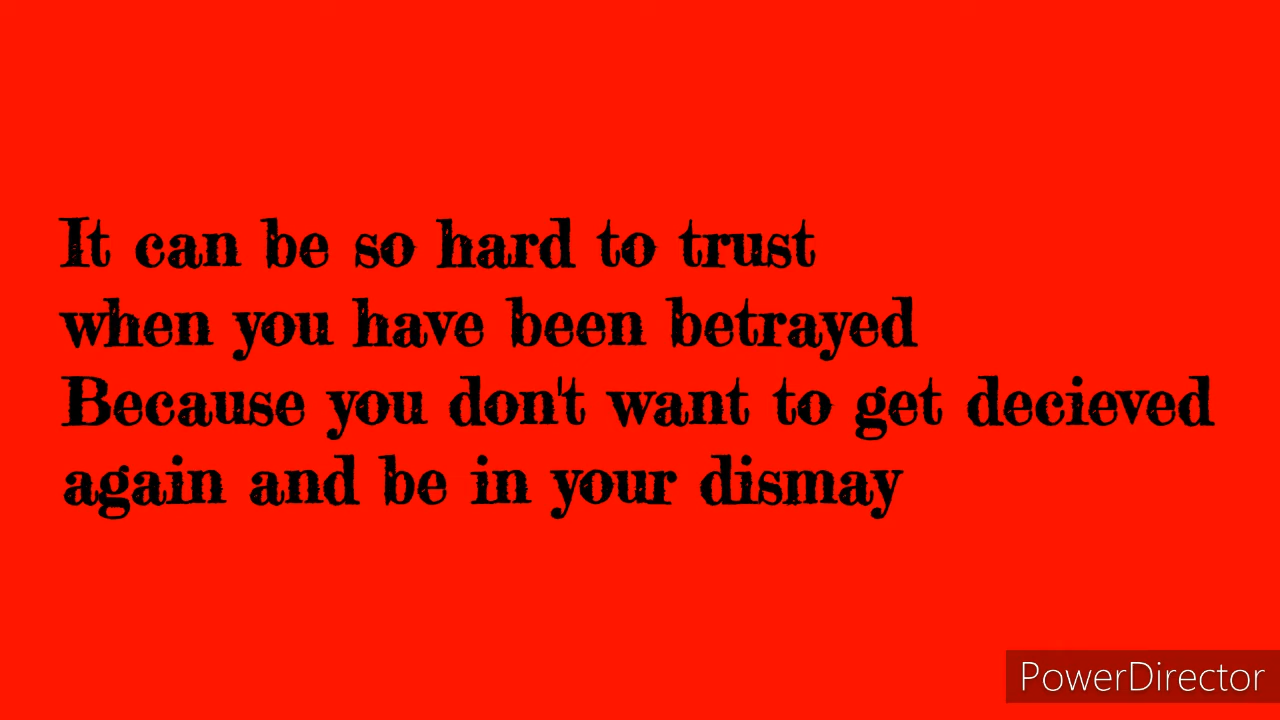 It can be so hard to trust
when you have been betrayed
Because you don't want to get decieved
again and be in your dismay
PowerDirector